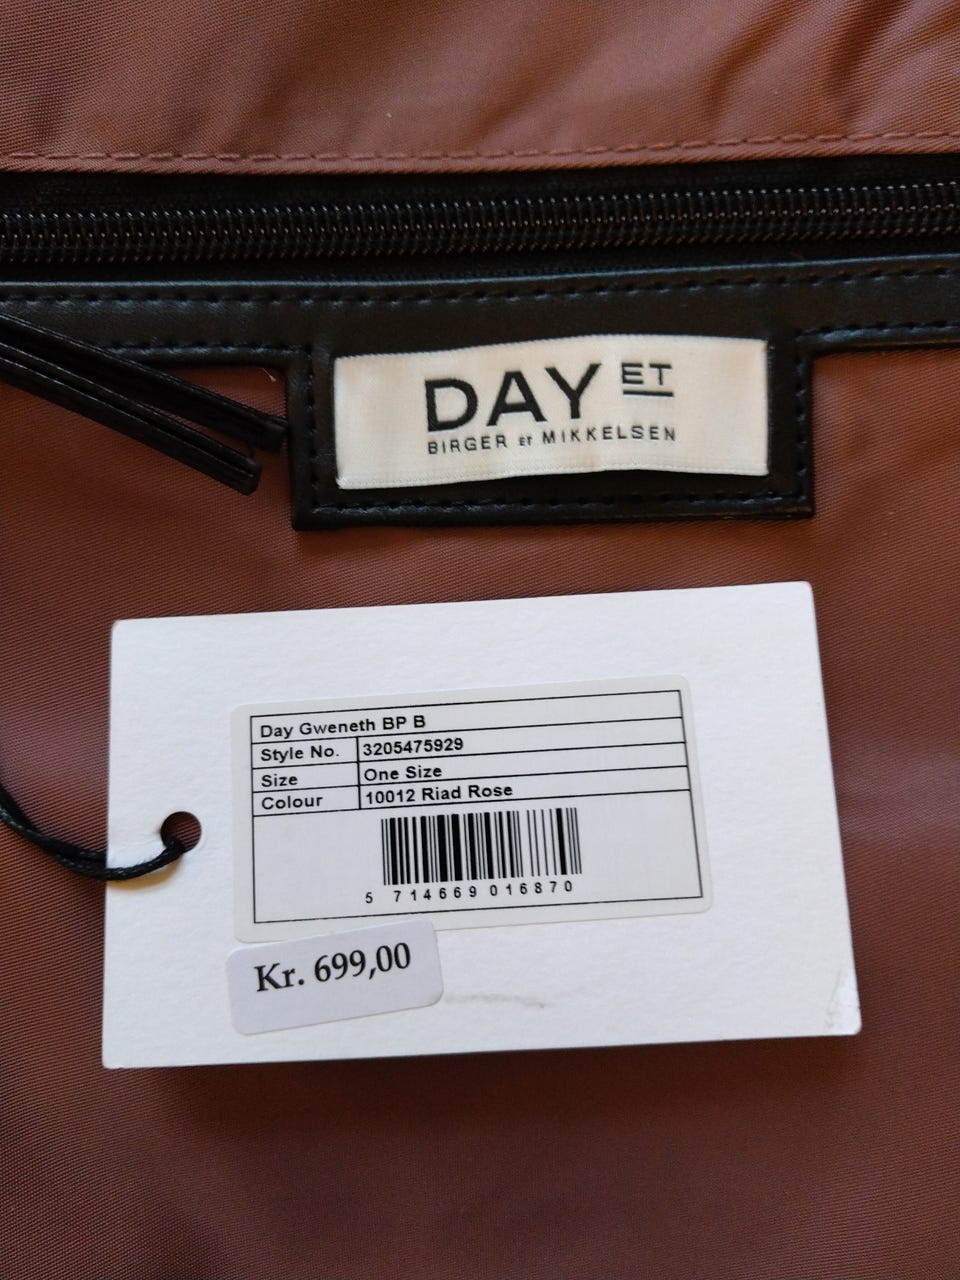 DAY ET
BIRGER ET MIKKELSEN
Day Gweneth BP B
Style No. 3205475929
Size One Size
Colour 10012 Riad Rose
5 714669 016870
Kr. 699,00